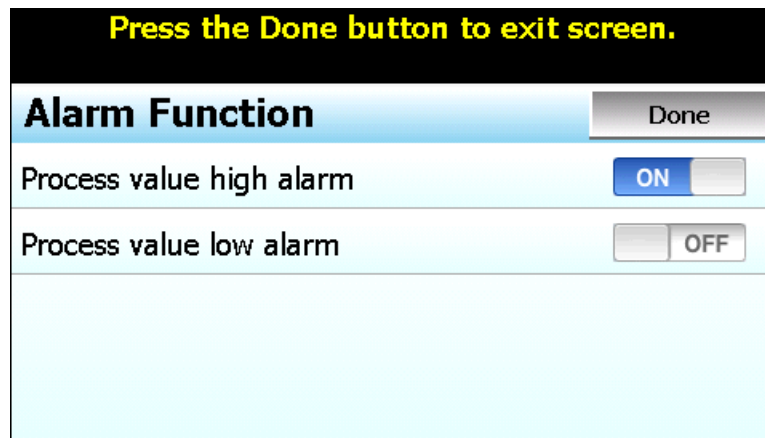 Press the Done button to exit screen.
Alarm Function
Done
Process value high alarm
ON
Process value low alarm
OFF